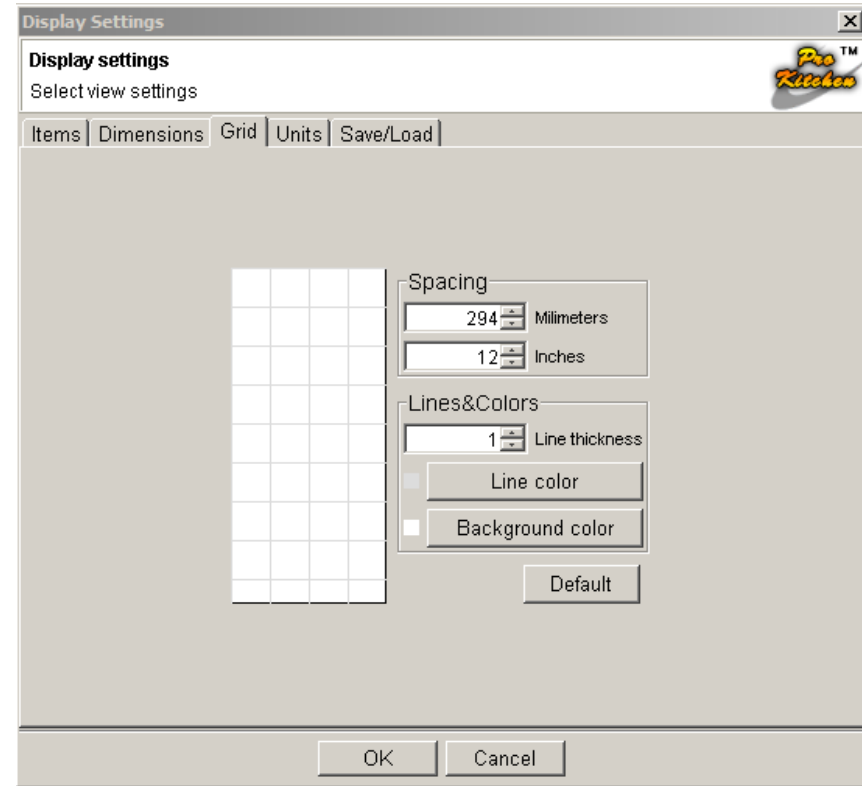 Display Settings
Display settings
Select view settings
Pro Kitchen TM
Items Dimensions Grid Units Save/Load
Spacing
294 Milimeters
12 Inches
Lines&Colors
1 Line thickness
Line color
Background color
Default
OK Cancel